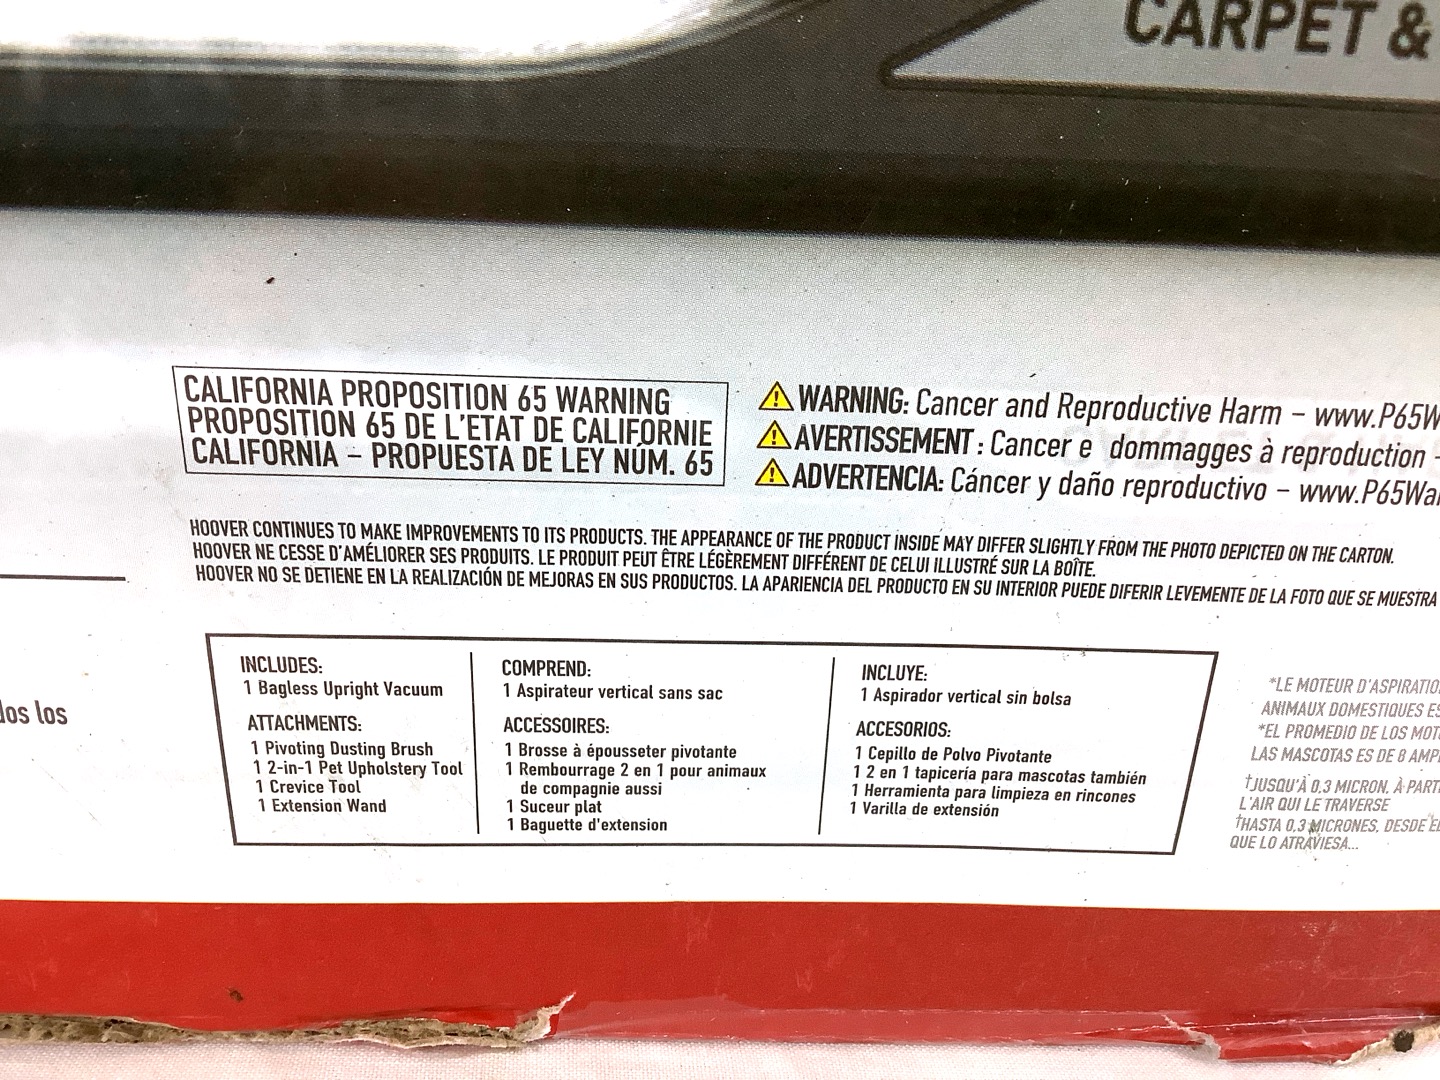 CARPET &
CALIFORNIA PROPOSITION 65 WARNING
PROPOSITION 65 DE L'ETAT DE CALIFORNIE
CALIFORNIA – PROPUESTA DE LEY NÚM. 65
WARNING: Cancer and Reproductive Harm – www.P65W
AVERTISSEMENT : Cancer e dommagges à reproduction -
ADVERTENCIA: Cáncer y daño reproductivo – www.P65Wa
HOOVER CONTINUES TO MAKE IMPROVEMENTS TO ITS PRODUCTS. THE APPEARANCE OF THE PRODUCT INSIDE MAY DIFFER SLIGHTLY FROM THE PHOTO DEPICTED ON THE CARTON.
HOOVER NE CESSE D'AMÉLIORER SES PRODUITS. LE PRODUIT PEUT ÊTRE LÉGÈREMENT DIFFÉRENT DE CELUI ILLUSTRÉ SUR LA BOÎTE.
HOOVER NO SE DETIENE EN LA REALIZACIÓN DE MEJORAS EN SUS PRODUCTOS. LA APARIENCIA DEL PRODUCTO EN SU INTERIOR PUEDE DIFERIR LEVEMENTE DE LA FOTO QUE SE MUESTRA
los los
INCLUDES:
1 Bagless Upright Vacuum
ATTACHMENTS:
1 Pivoting Dusting Brush
1 2-in-1 Pet Upholstery Tool
1 Crevice Tool
1 Extension Wand
COMPREND:
1 Aspirateur vertical sans sac
ACCESSOIRES:
1 Brosse à épousseter pivotante
1 Rembourrage 2 en 1 pour animaux
de compagnie aussi
1 Suceur plat
1 Baguette d'extension
INCLUYE:
1 Aspirador vertical sin bolsa
ACCESORIOS:
1 Cepillo de Polvo Pivotante
1 2 en 1 tapicería para mascotas también
1 Herramienta para limpieza en rincones
1 Varilla de extensión
*LE MOTEUR D'ASPIRATIO
ANIMAUX DOMESTIQUES ES
*EL PROMEDIO DE LOS MOT
LAS MASCOTAS ES DE 8 AMP
†JUSQU'À 0,3 MICRON, À PART
L'AIR QUI LE TRAVERSE
†HASTA 0,3 MICRONES, DESDE EL
QUE LO ATRAVIESA...